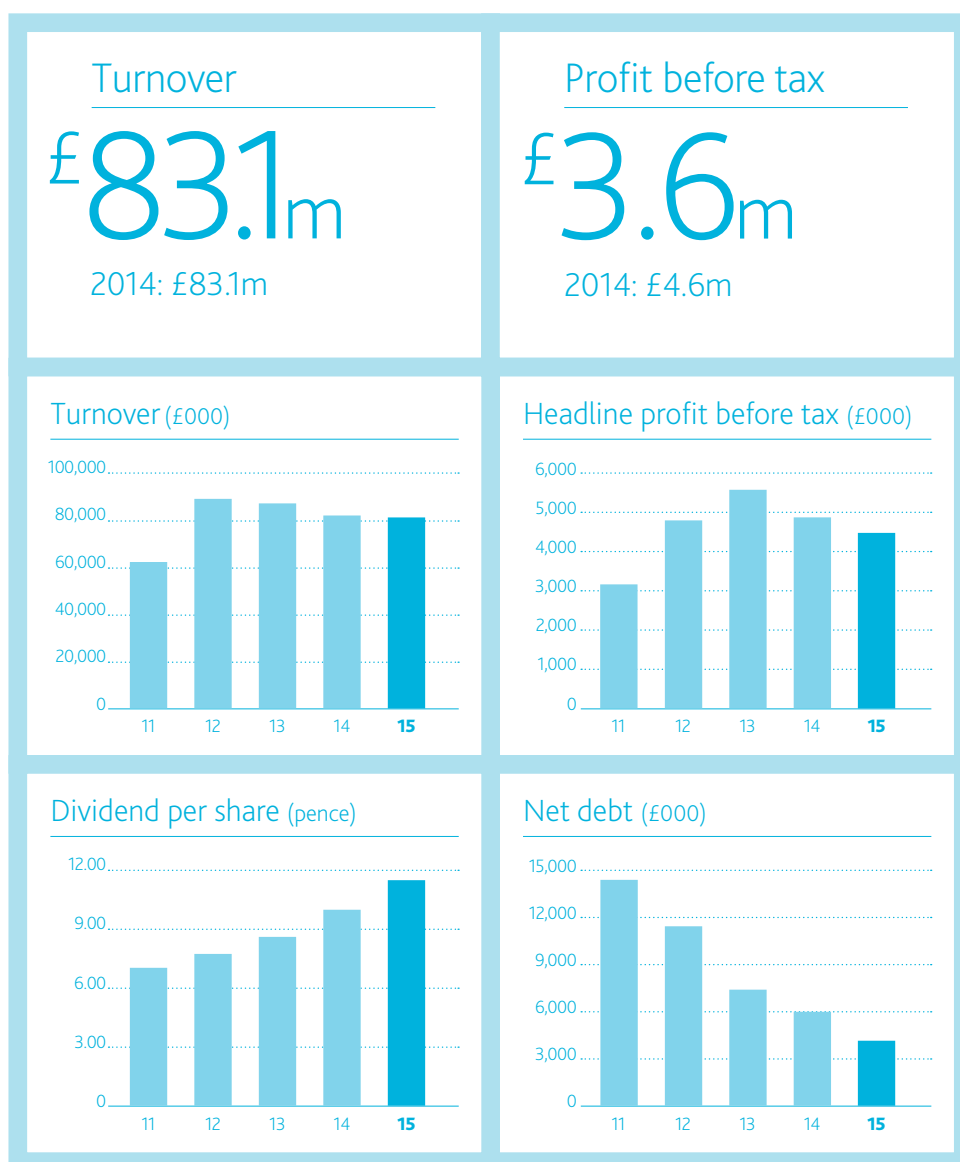 Turnover
£83.1m
2014: £83.1m
Profit before tax
£3.6m
2014: £4.6m
Turnover (£000)
100,000
80,000
60,000
40,000
20,000
0
11 12 13 14 15
Headline profit before tax (£000)
6,000
5,000
4,000
3,000
2,000
1,000
0
11 12 13 14 15
Dividend per share (pence)
12.00
9.00
6.00
3.00
0
11 12 13 14 15
Net debt (£000)
15,000
12,000
9,000
6,000
3,000
0
11 12 13 14 15